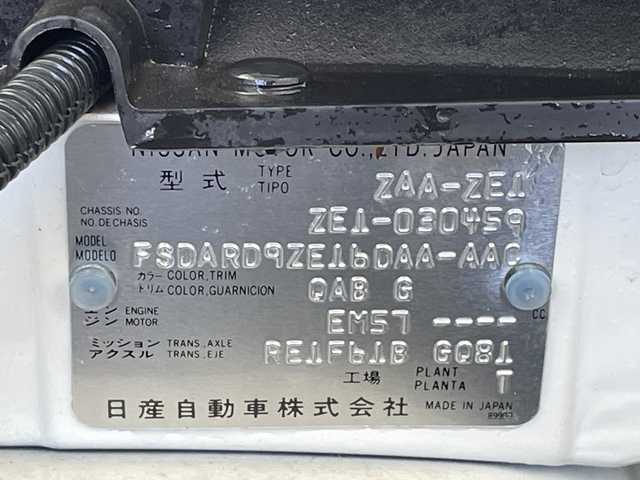 NISSAN MOTOR CO.,LTD.JAPAN
型式 TYPE TIPO ZAA-ZE1
CHASSIS NO. NO.DECHASIS ZE1-030459
MODEL MODELO FSDARD9ZE16DAA-AAC
カラー COLOR,TRIM
トリム COLOR,GUARNICION QAB G
エンジン ENGINE MOTOR EM57 ---- CC
ミッション TRANS.,AXLE
アクスル TRANS.,EJE RE1F61B GQ81
工場 PLANT PLANTA T
日産自動車株式会社 MADE IN JAPAN